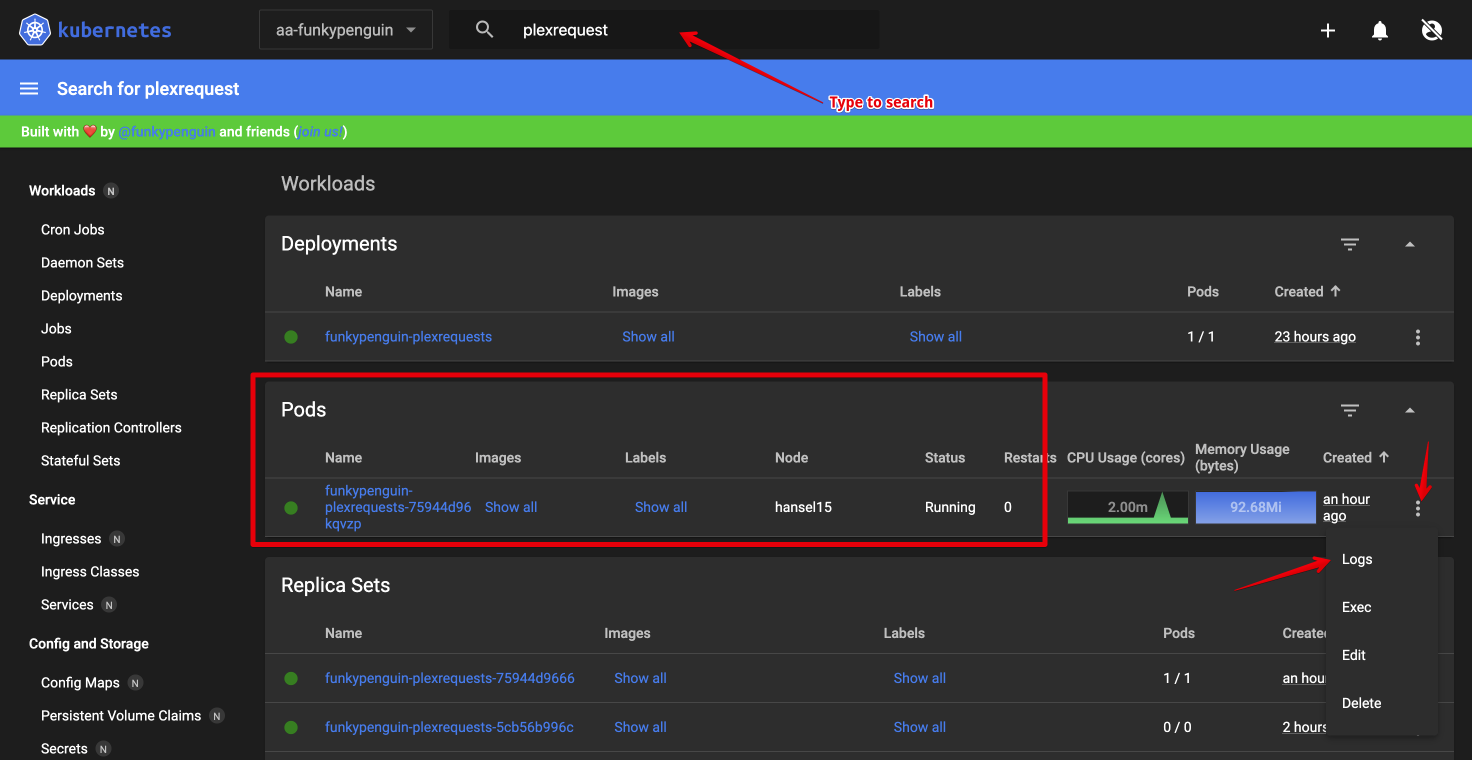 kubernetes
aa-funkypenguin
plexrequest
Type to search
Search for plexrequest
Built with ❤️ by @funkypenguin and friends (join us!)
Workloads N
Cron Jobs
Daemon Sets
Deployments
Jobs
Pods
Replica Sets
Replication Controllers
Stateful Sets
Service
Ingresses N
Ingress Classes
Services N
Config and Storage
Config Maps N
Persistent Volume Claims N
Secrets N
Workloads
Deployments
Name Images Labels Pods Created ↑
funkypenguin-plexrequests Show all Show all 1 / 1 23 hours ago
Pods
Name Images Labels Node Status Restarts CPU Usage (cores) Memory Usage
(bytes) Created ↑
funkypenguin-
plexrequests-75944d96
kqvzp
Show all Show all hansel15 Running 0 2.00m 92.68Mi an hour
ago
Logs
Exec
Edit
Delete
Replica Sets
Name Images Labels Pods Create
funkypenguin-plexrequests-75944d9666 Show all Show all 1 / 1 an hou
funkypenguin-plexrequests-5cb56b996c Show all Show all 0 / 0 2 hours